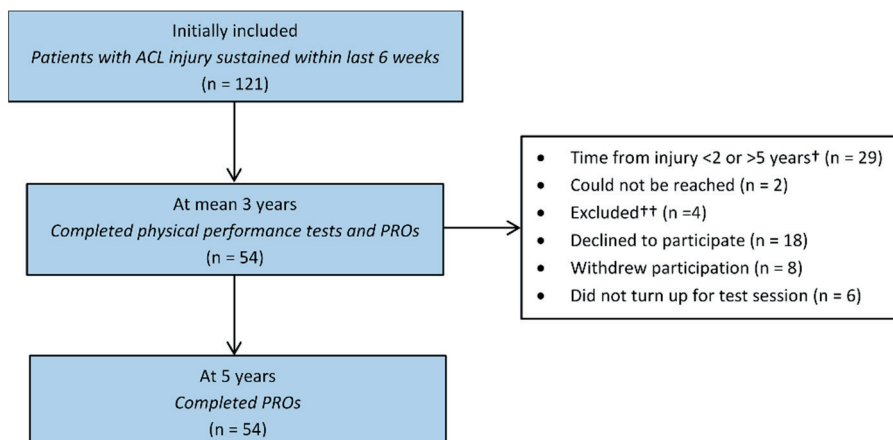 Initially included
Patients with ACL injury sustained within last 6 weeks
(n = 121)
• Time from injury <2 or >5 years† (n = 29)
• Could not be reached (n = 2)
• Excluded†† (n =4)
• Declined to participate (n = 18)
• Withdrew participation (n = 8)
• Did not turn up for test session (n = 6)
At mean 3 years
Completed physical performance tests and PROs
(n = 54)
At 5 years
Completed PROs
(n = 54)